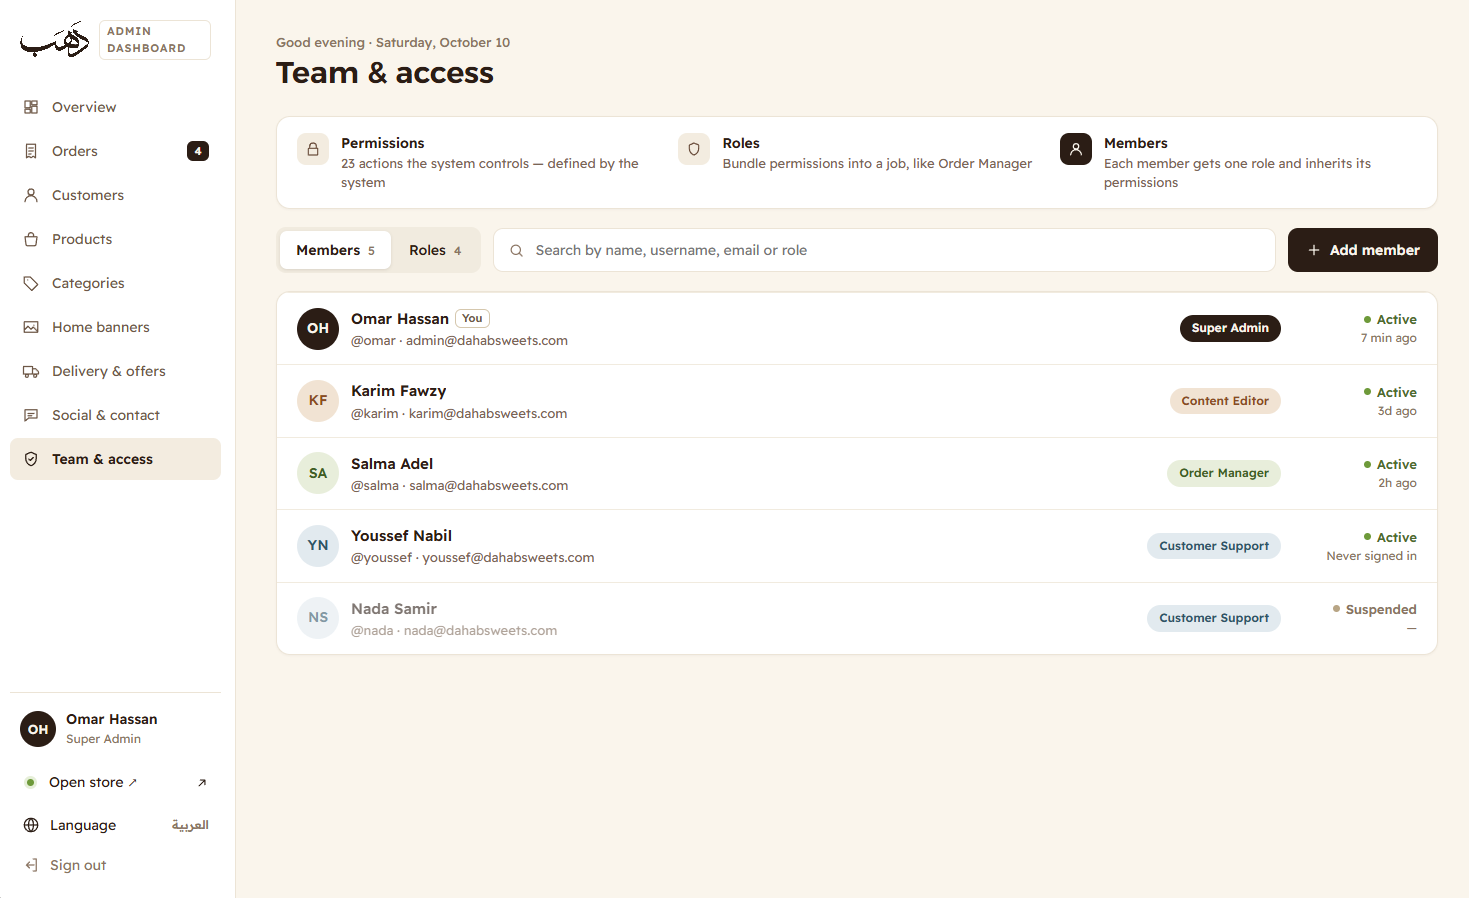 دهب
ADMIN
DASHBOARD
Overview
Orders 4
Customers
Products
Categories
Home banners
Delivery & offers
Social & contact
Team & access
OH Omar Hassan
Super Admin
Open store ↗ ↗
Language العربية
Sign out
Good evening · Saturday, October 10
Team & access
Permissions
23 actions the system controls — defined by the
system
Roles
Bundle permissions into a job, like Order Manager
Members
Each member gets one role and inherits its
permissions
Members 5 Roles 4
Search by name, username, email or role
+ Add member
OH Omar Hassan You
@omar · admin@dahabsweets.com
Super Admin
Active
7 min ago
KF Karim Fawzy
@karim · karim@dahabsweets.com
Content Editor
Active
3d ago
SA Salma Adel
@salma · salma@dahabsweets.com
Order Manager
Active
2h ago
YN Youssef Nabil
@youssef · youssef@dahabsweets.com
Customer Support
Active
Never signed in
NS Nada Samir
@nada · nada@dahabsweets.com
Customer Support
Suspended
—